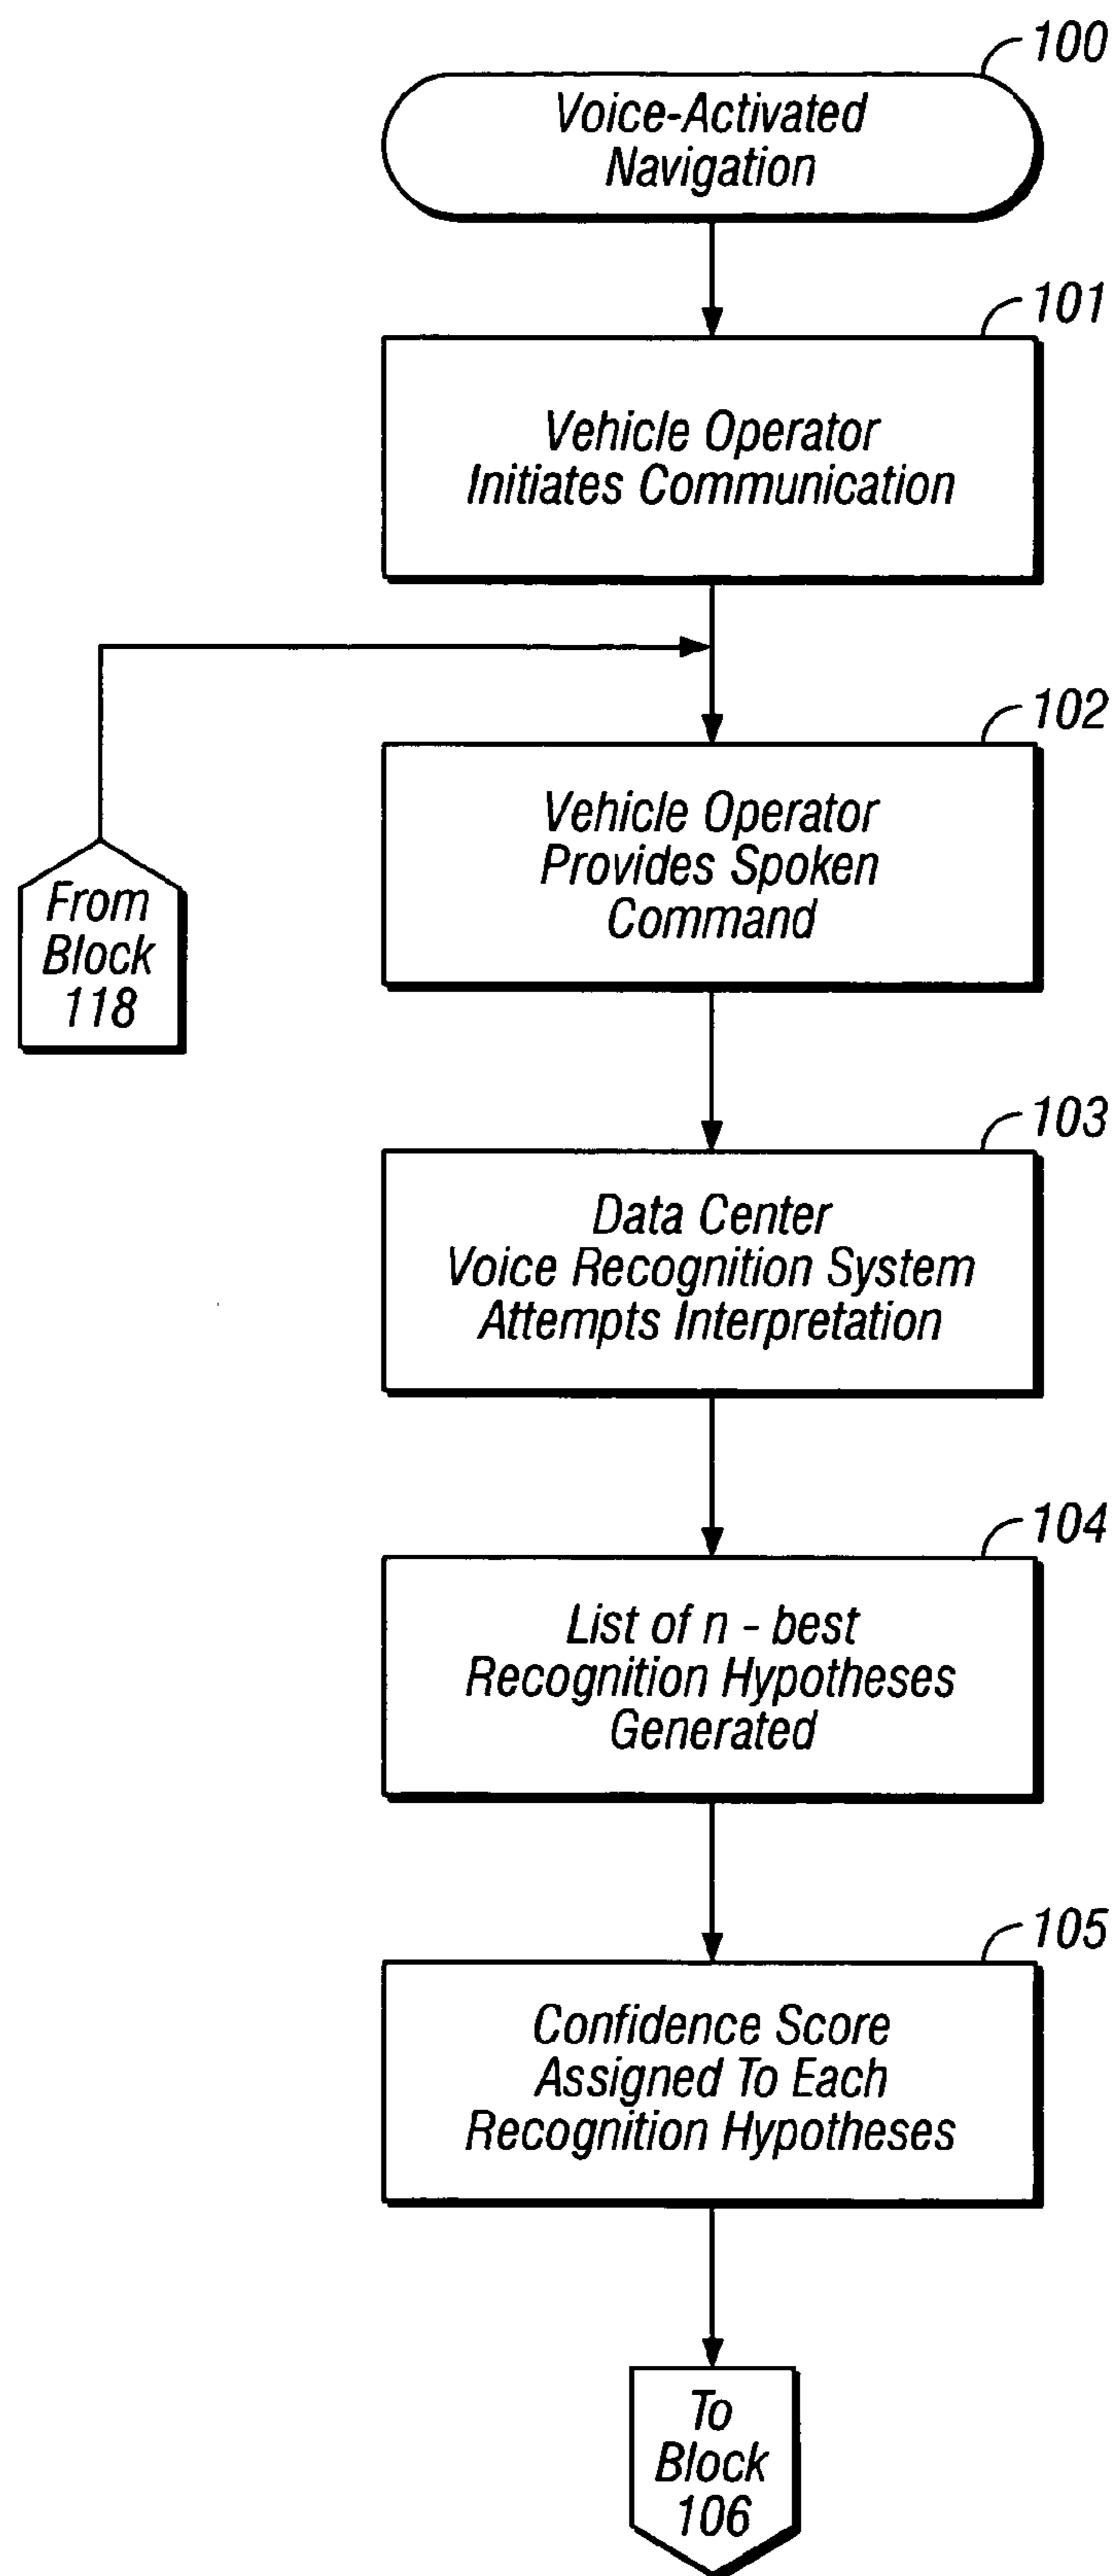 100
Voice-Activated
Navigation
101
Vehicle Operator
Initiates Communication
102
Vehicle Operator
Provides Spoken
Command
From
Block
118
103
Data Center
Voice Recognition System
Attempts Interpretation
104
List of n - best
Recognition Hypotheses
Generated
105
Confidence Score
Assigned To Each
Recognition Hypotheses
To
Block
106